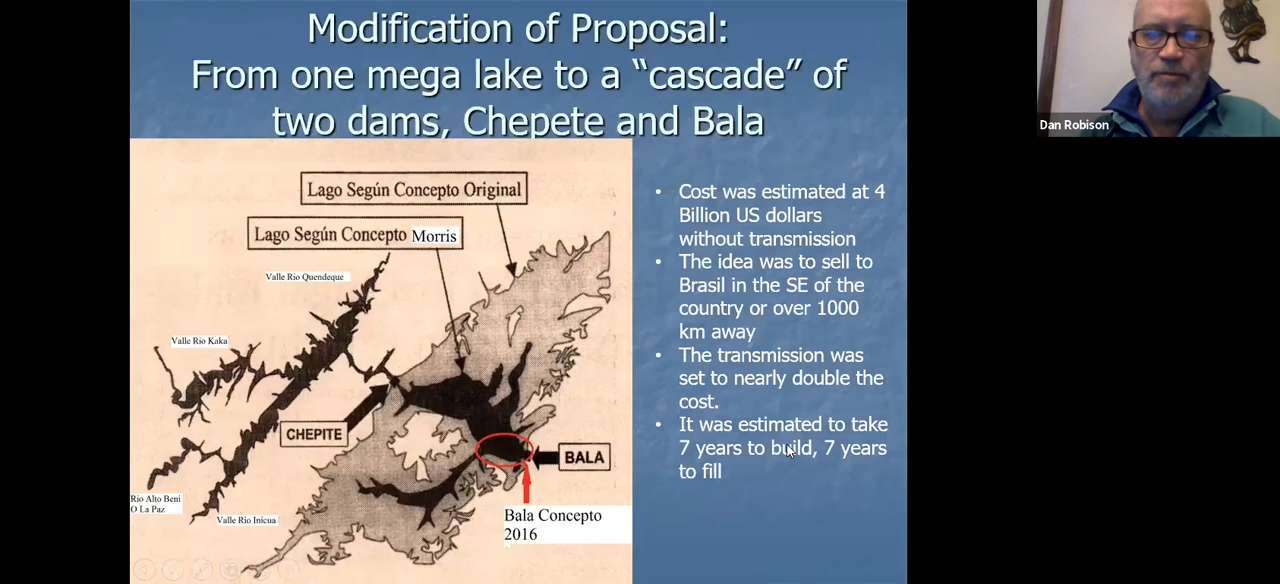 Modification of Proposal:
From one mega lake to a “cascade” of
two dams, Chepete and Bala
Dan Robison
Lago Según Concepto Original
Lago Según Concepto Morris
Valle Rio Quendeque
Valle Rio Kaka
CHEPITE
BALA
Rio Alto Beni
O La Paz
Valle Rio Inicua
Bala Concepto
2016
• Cost was estimated at 4
Billion US dollars
without transmission
• The idea was to sell to
Brasil in the SE of the
country or over 1000
km away
• The transmission was
set to nearly double the
cost.
• It was estimated to take
7 years to build, 7 years
to fill